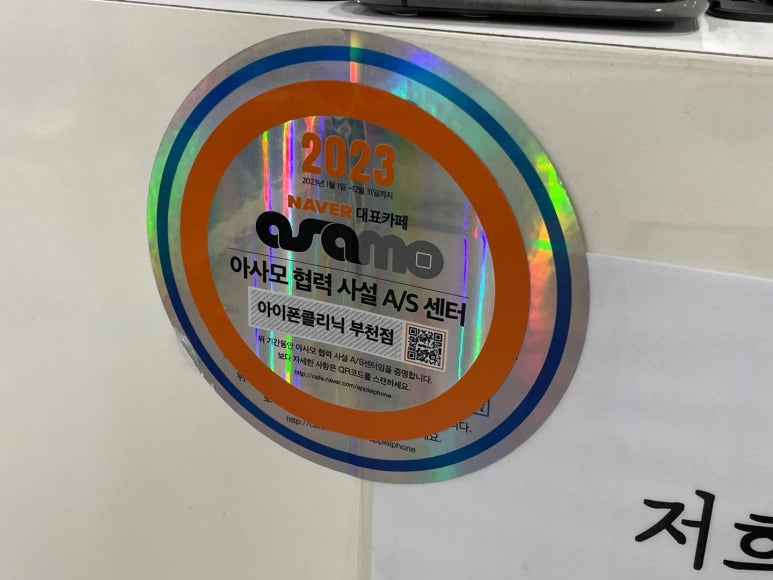 2023
2023년 1월 1일~12월 31일까지
NAVER 대표카페
asamo
아사모 협력 사설 A/S 센터
아이폰클리닉 부천점
위 기간동안 아사모 협력 사설 A/S센터임을 증명합니다.
보다 자세한 사항은 QR코드를 스캔하세요.
http://cafe.naver.com/appleiphone
저희